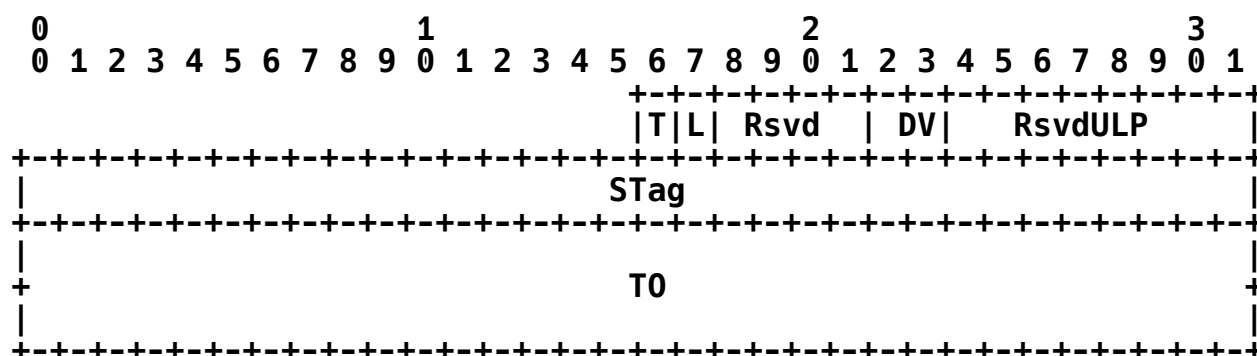 0                   1                   2                   3
0 1 2 3 4 5 6 7 8 9 0 1 2 3 4 5 6 7 8 9 0 1 2 3 4 5 6 7 8 9 0 1
                                +-+-+-+-+-+-+-+-+-+-+-+-+-+-+-+-+
                                |T|L| Rsvd  | DV|   RsvdULP     |
+-+-+-+-+-+-+-+-+-+-+-+-+-+-+-+-+-+-+-+-+-+-+-+-+-+-+-+-+-+-+-+-+
|                              STag                             |
+-+-+-+-+-+-+-+-+-+-+-+-+-+-+-+-+-+-+-+-+-+-+-+-+-+-+-+-+-+-+-+-+
|                                                               |
+                               TO                              +
|                                                               |
+-+-+-+-+-+-+-+-+-+-+-+-+-+-+-+-+-+-+-+-+-+-+-+-+-+-+-+-+-+-+-+-+